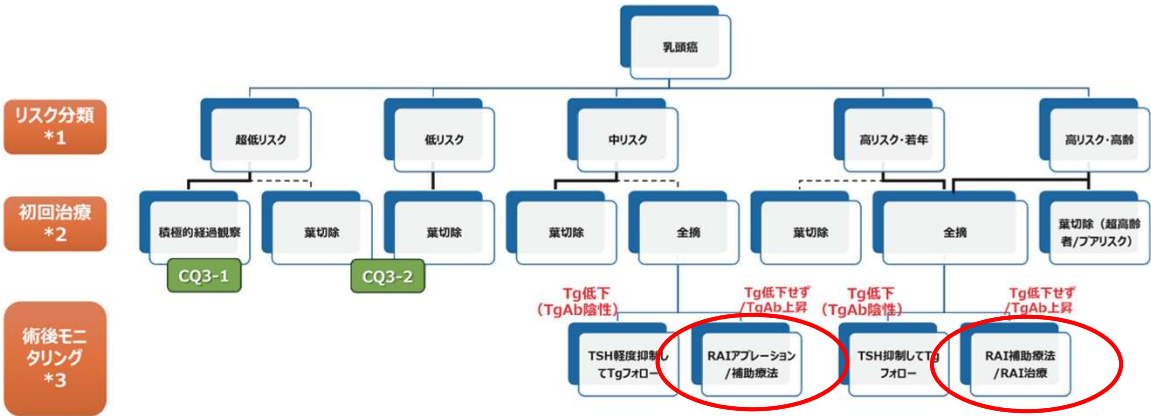 乳頭癌
リスク分類
*1
超低リスク
低リスク
中リスク
高リスク・若年
高リスク・高齢
初回治療
*2
積極的経過観察
葉切除
葉切除
葉切除
全摘
葉切除
全摘
葉切除（超高齢
者/プアリスク）
CQ3-1
CQ3-2
Tg低下
（TgAb陰性）
Tg低下せず
/TgAb上昇
Tg低下
（TgAb陰性）
Tg低下せず
/TgAb上昇
術後モニ
タリング
*3
TSH軽度抑制し
てTgフォロー
RAIアブレーション
/補助療法
TSH抑制してTg
フォロー
RAI補助療法
/RAI治療